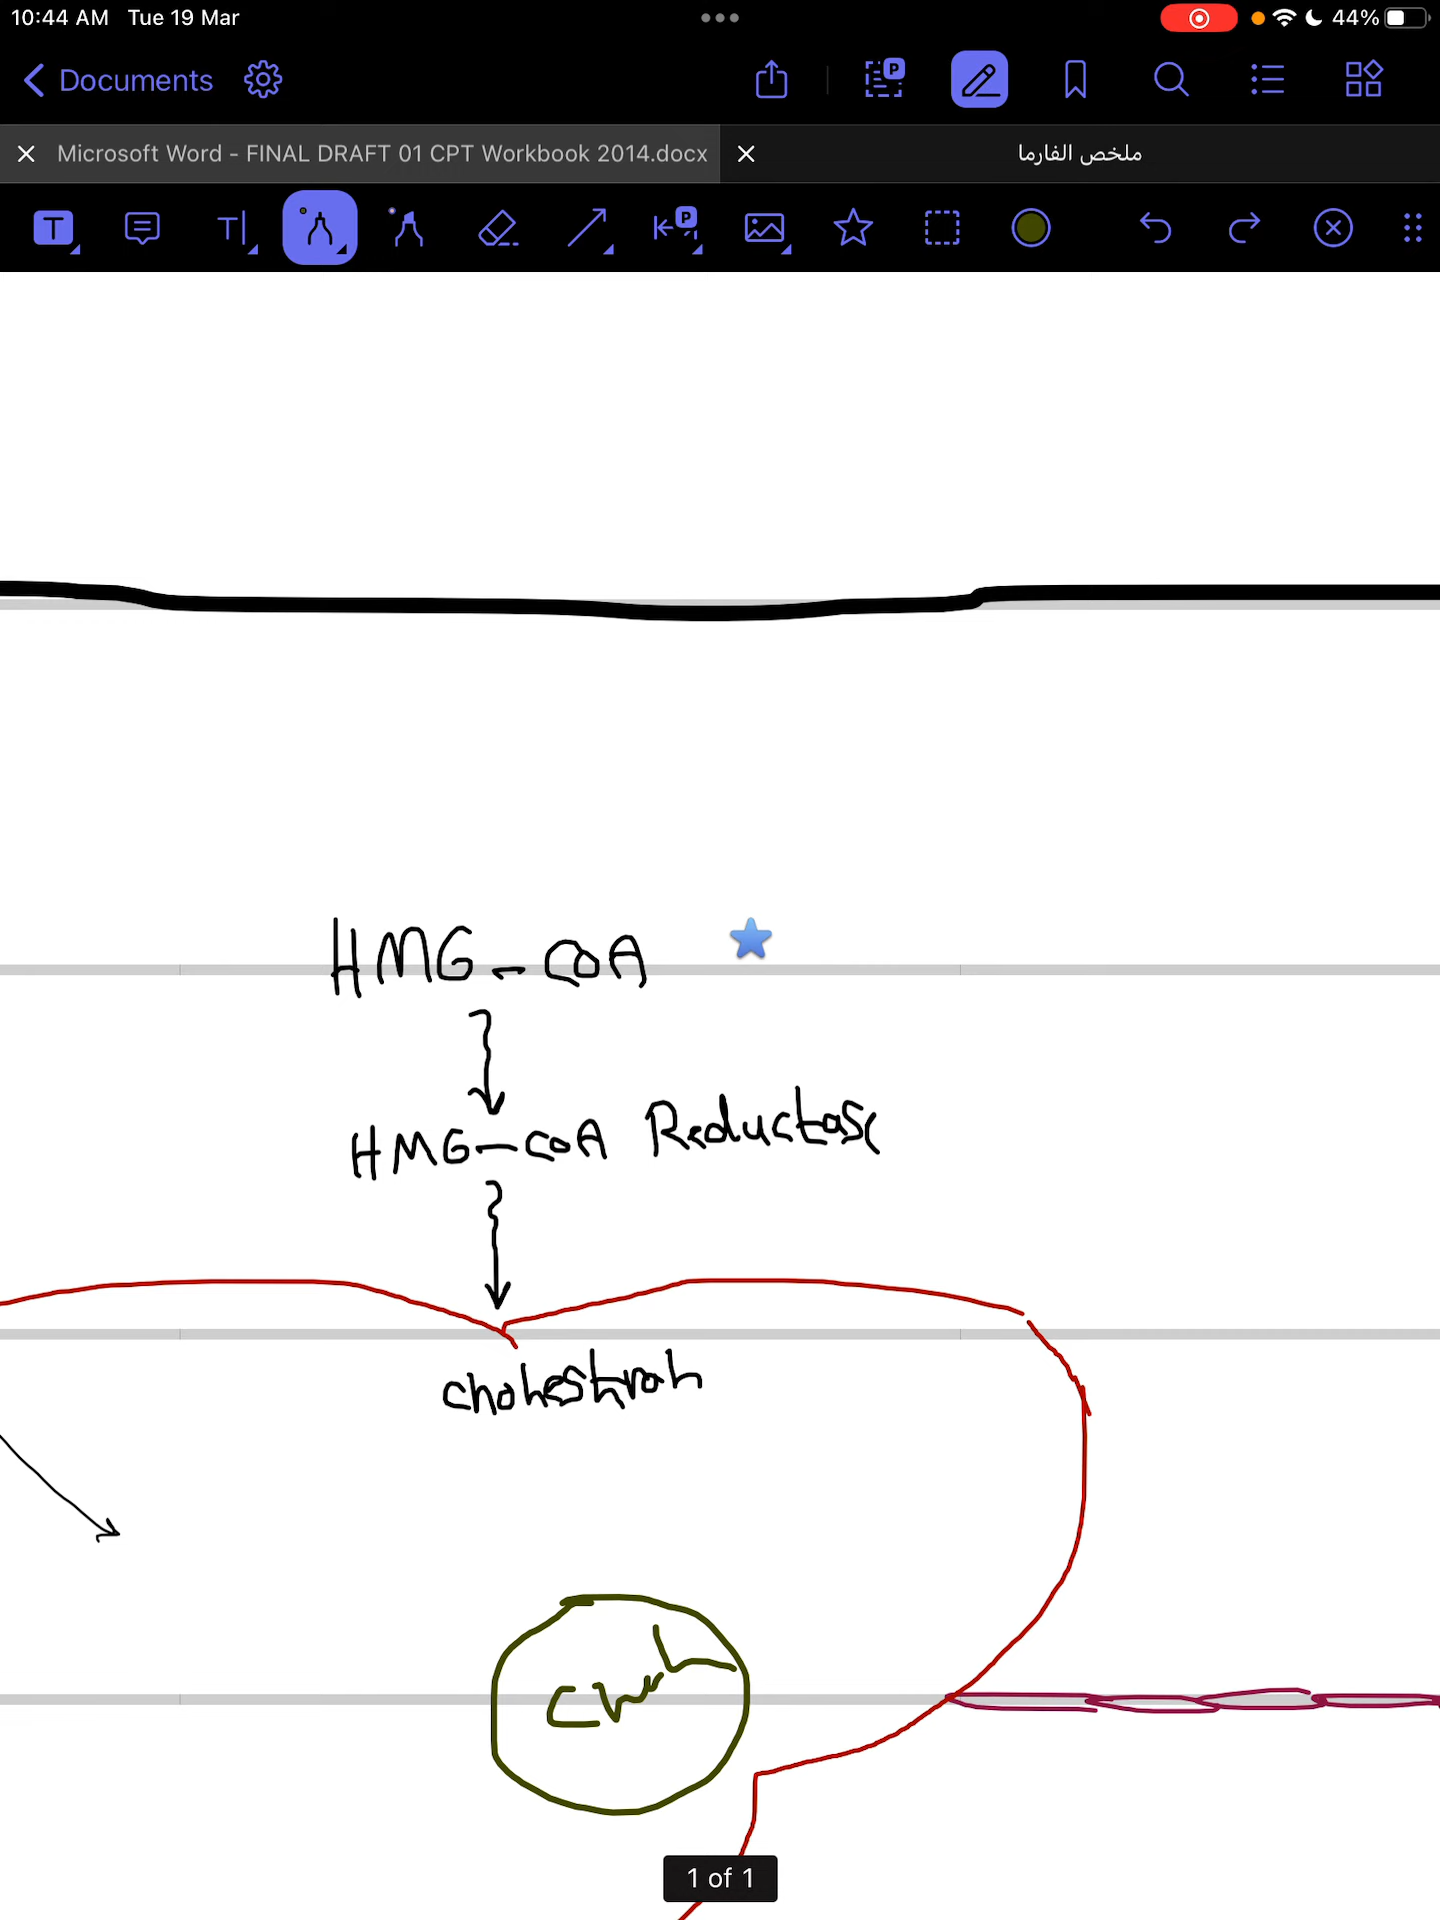 10:44 AM Tue 19 Mar
44%
Documents
Microsoft Word - FINAL DRAFT 01 CPT Workbook 2014.docx
ملخص الفارما
HMG-COA
HMG-COA Reductase
1 of 1